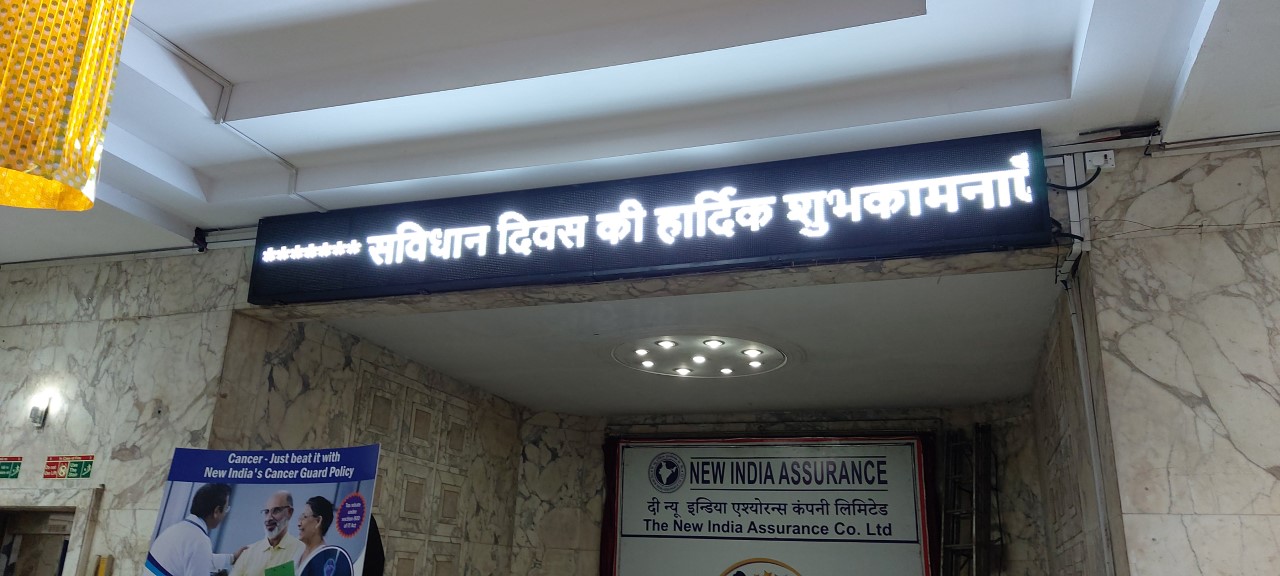 ******* सविधान दिवस की हार्दिक शुभकामनाएँ
Cancer - Just beat it with
New India's Cancer Guard Policy
NEW INDIA ASSURANCE
दी न्यू इन्डिया एश्योरन्स कंपनी लिमिटेड
The New India Assurance Co. Ltd